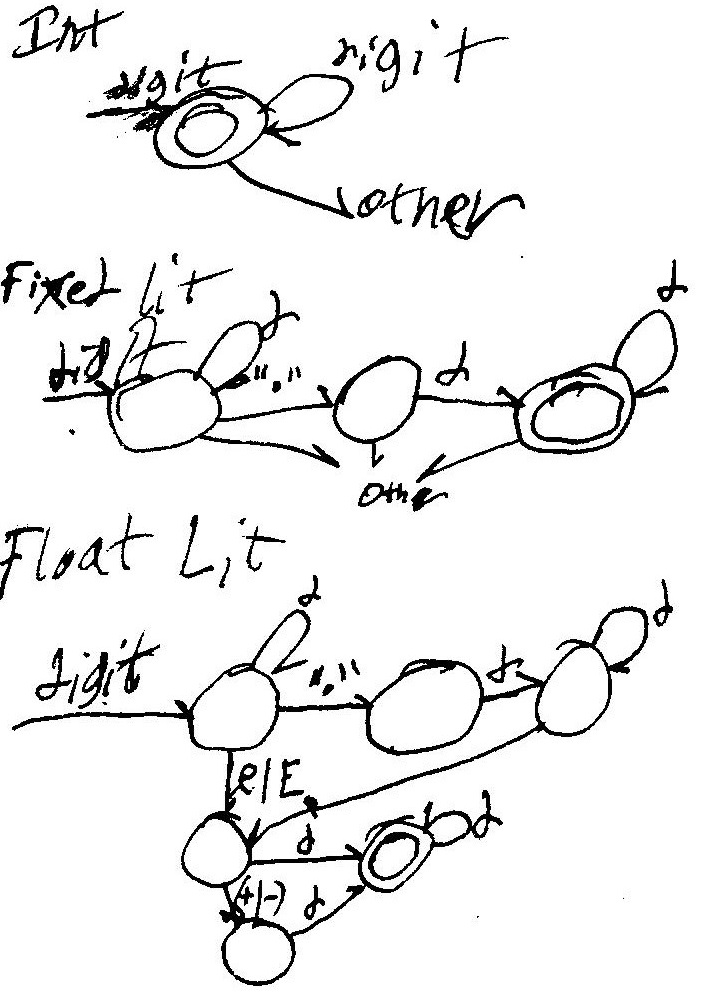 Int
digit digit
other
Fixed Lit
digit d "." d d
other
Float Lit
d d
digit "." d
e/E
d d
(+|-) d